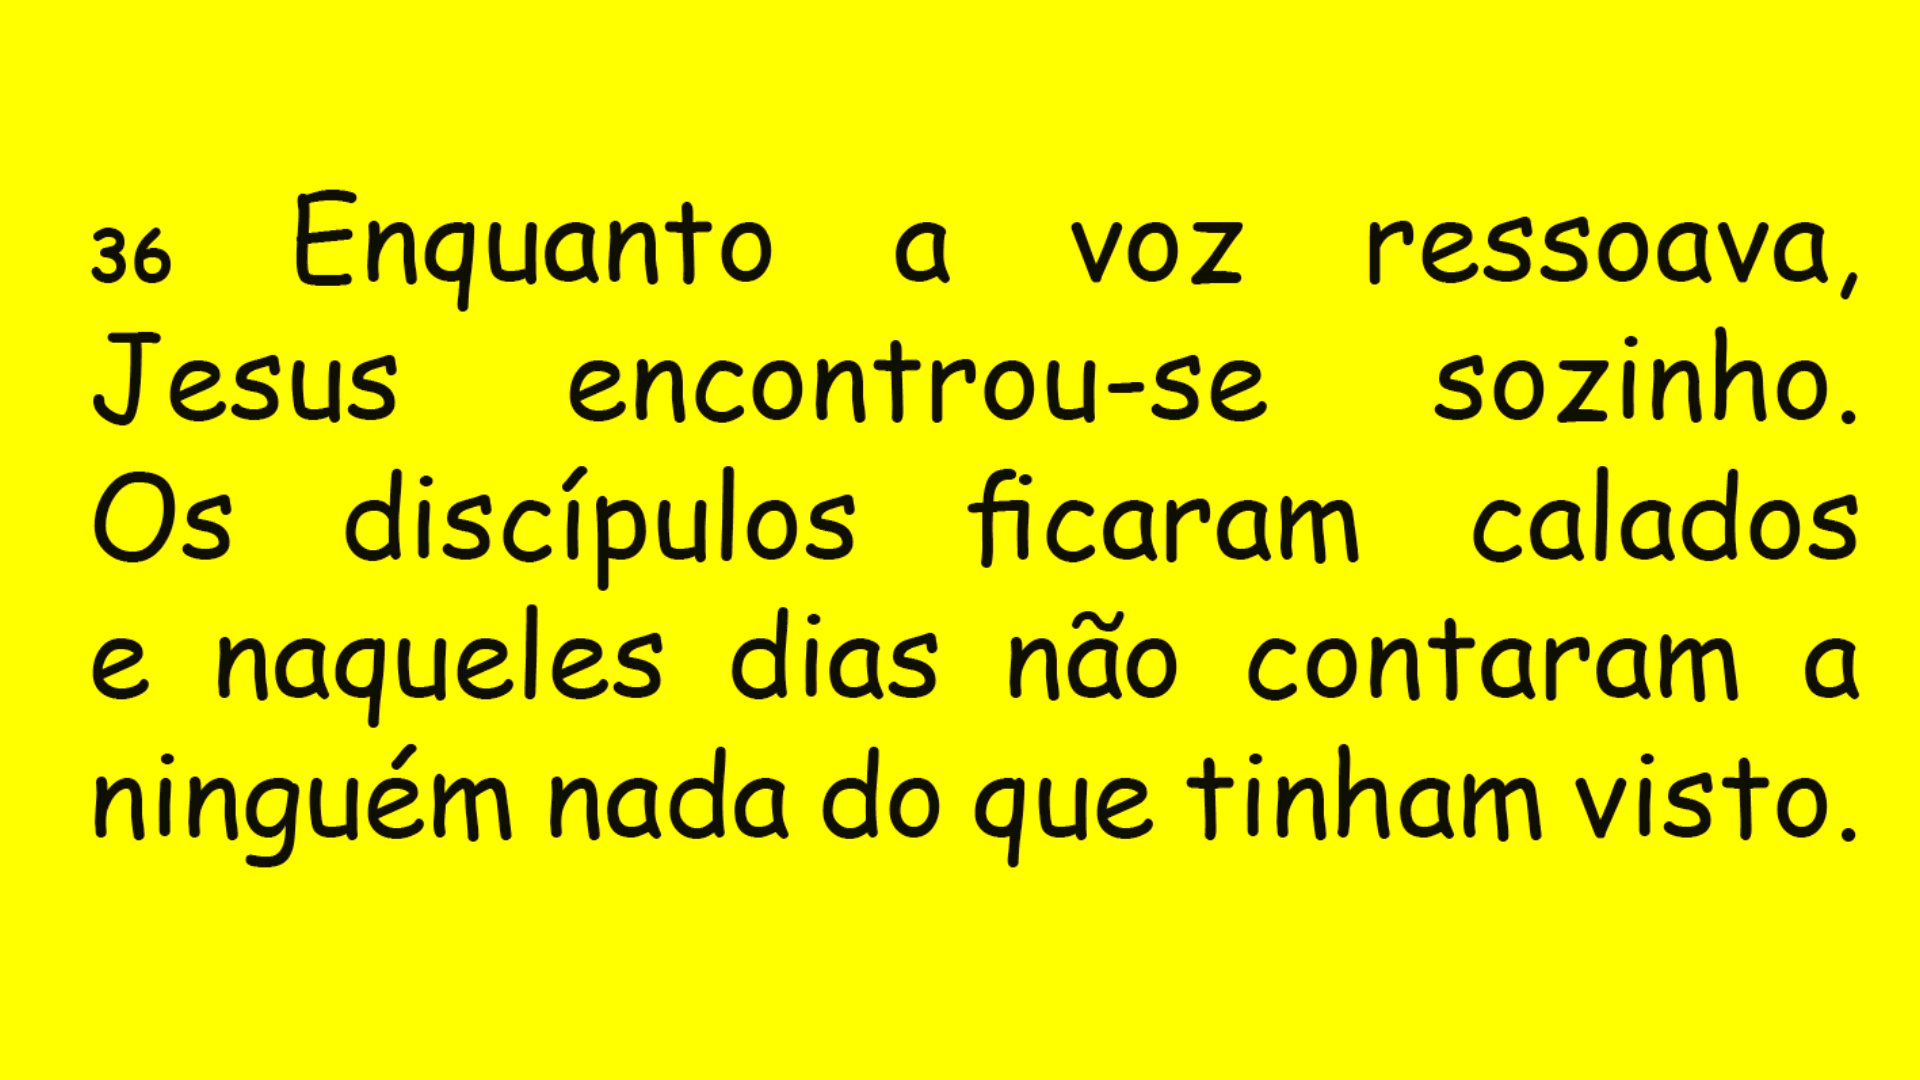 36 Enquanto a voz ressoava,
Jesus encontrou-se sozinho.
Os discípulos ficaram calados
e naqueles dias não contaram a
ninguém nada do que tinham visto.